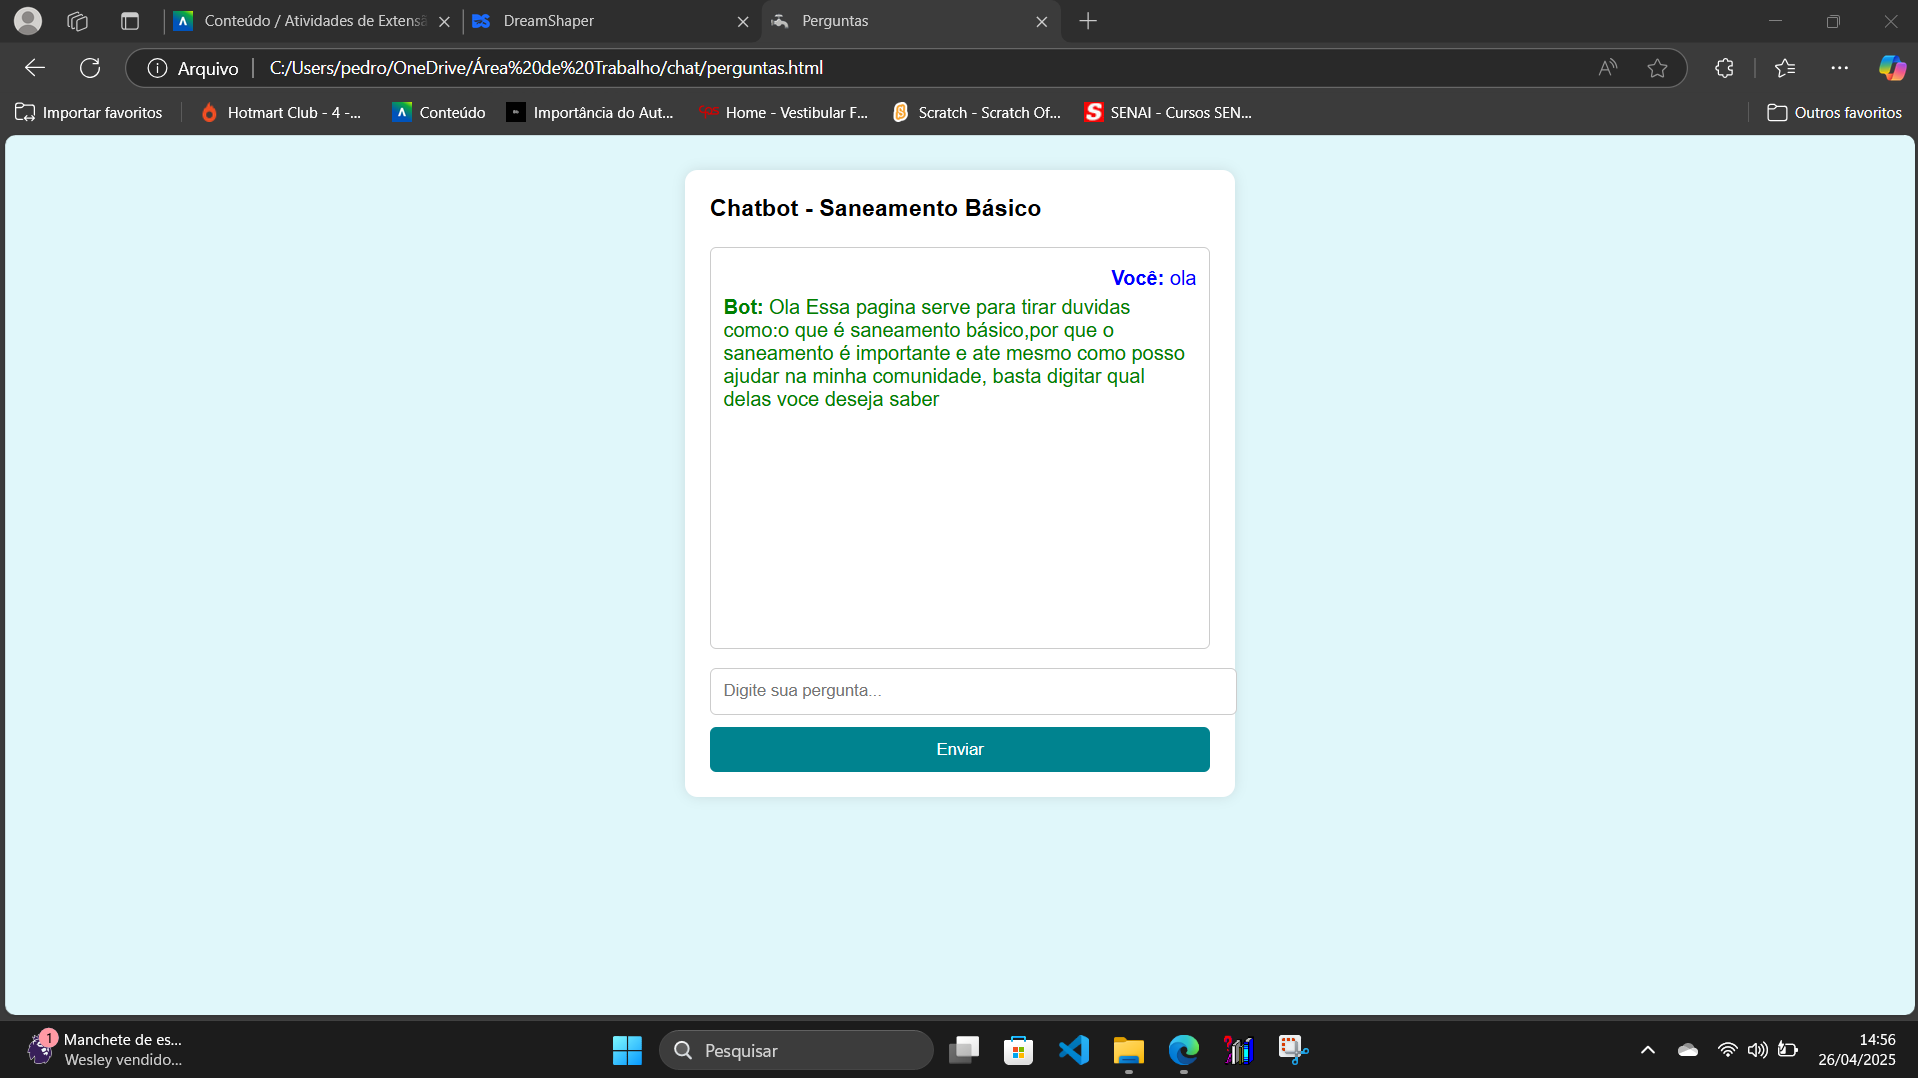 Conteúdo / Atividades de Extensã
DreamShaper
Perguntas
Arquivo
C:/Users/pedro/OneDrive/Área%20de%20Trabalho/chat/perguntas.html
Importar favoritos
Hotmart Club - 4 -...
Conteúdo
Importância do Aut...
Home - Vestibular F...
Scratch - Scratch Of...
SENAI - Cursos SEN...
Outros favoritos
Chatbot - Saneamento Básico
Você: ola
Bot: Ola Essa pagina serve para tirar duvidas
como:o que é saneamento básico,por que o
saneamento é importante e ate mesmo como posso
ajudar na minha comunidade, basta digitar qual
delas voce deseja saber
Digite sua pergunta...
Enviar
1
Manchete de es...
Wesley vendido...
Pesquisar
14:56
26/04/2025